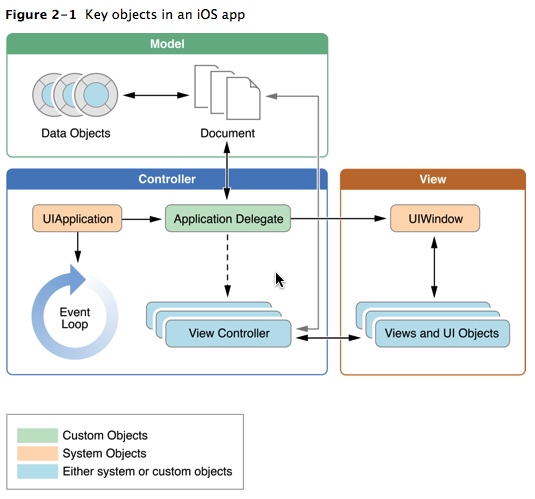 Figure 2-1 Key objects in an iOS app
Model
Data Objects
Document
Controller
View
UIApplication
Application Delegate
UIWindow
Event
Loop
View Controller
Views and UI Objects
Custom Objects
System Objects
Either system or custom objects